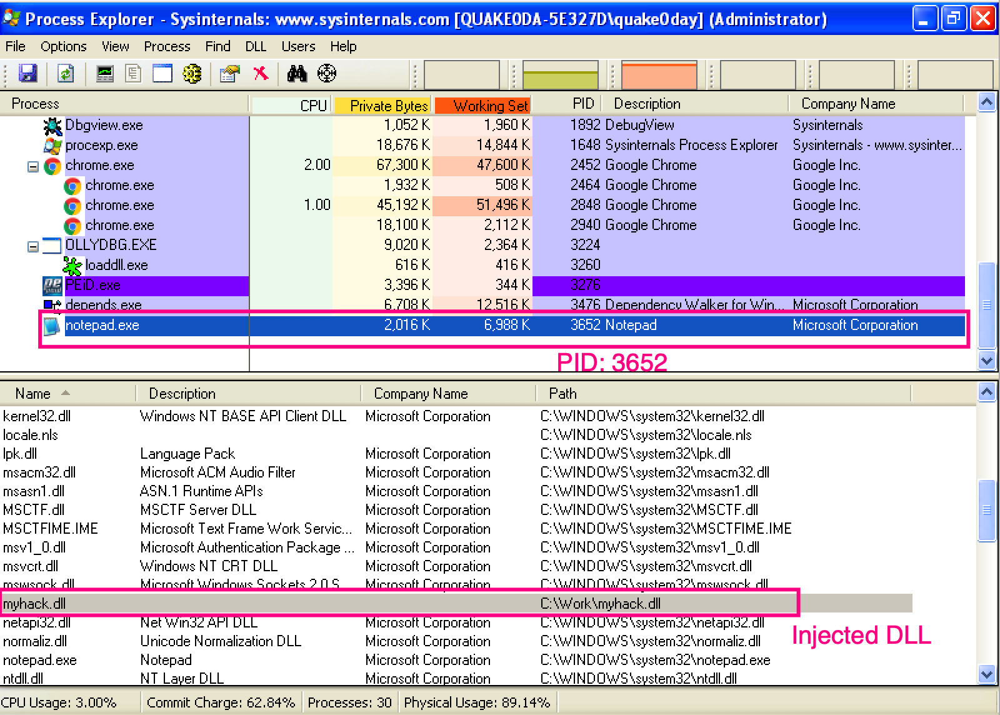 Process Explorer - Sysinternals: www.sysinternals.com [QUAKE0DA-5E327D\quake0day] (Administrator)
File Options View Process Find DLL Users Help
Process CPU Private Bytes Working Set PID Description Company Name
Dbgview.exe 1,052 K 1,960 K 1892 DebugView Sysinternals
procexp.exe 18,676 K 14,844 K 1648 Sysinternals Process Explorer Sysinternals - www.sysinter...
chrome.exe 2.00 67,300 K 47,600 K 2452 Google Chrome Google Inc.
chrome.exe 1,932 K 508 K 2464 Google Chrome Google Inc.
chrome.exe 1.00 45,192 K 51,496 K 2848 Google Chrome Google Inc.
chrome.exe 18,100 K 2,112 K 2940 Google Chrome Google Inc.
OLLYDBG.EXE 9,020 K 2,364 K 3224
loaddll.exe 616 K 416 K 3260
PEiD.exe 3,396 K 344 K 3276
depends.exe 6,708 K 12,516 K 3476 Dependency Walker for Win... Microsoft Corporation
notepad.exe 2,016 K 6,988 K 3652 Notepad Microsoft Corporation
PID: 3652
Name Description Company Name Path
kernel32.dll Windows NT BASE API Client DLL Microsoft Corporation C:\WINDOWS\system32\kernel32.dll
locale.nls C:\WINDOWS\system32\locale.nls
lpk.dll Language Pack Microsoft Corporation C:\WINDOWS\system32\lpk.dll
msacm32.dll Microsoft ACM Audio Filter Microsoft Corporation C:\WINDOWS\system32\msacm32.dll
msasn1.dll ASN.1 Runtime APIs Microsoft Corporation C:\WINDOWS\system32\msasn1.dll
MSCTF.dll MSCTF Server DLL Microsoft Corporation C:\WINDOWS\system32\MSCTF.dll
MSCTFIME.IME Microsoft Text Frame Work Servic... Microsoft Corporation C:\WINDOWS\system32\MSCTFIME.IME
msv1_0.dll Microsoft Authentication Package ... Microsoft Corporation C:\WINDOWS\system32\msv1_0.dll
msvcrt.dll Windows NT CRT DLL Microsoft Corporation C:\WINDOWS\system32\msvcrt.dll
mswsock.dll Microsoft Windows Sockets 2.0 S... Microsoft Corporation C:\WINDOWS\system32\mswsock.dll
myhack.dll C:\Work\myhack.dll
netapi32.dll Net Win32 API DLL Microsoft Corporation C:\WINDOWS\system32\netapi32.dll
Injected DLL
normaliz.dll Unicode Normalization DLL Microsoft Corporation C:\WINDOWS\system32\normaliz.dll
notepad.exe Notepad Microsoft Corporation C:\WINDOWS\system32\notepad.exe
ntdll.dll NT Layer DLL Microsoft Corporation C:\WINDOWS\system32\ntdll.dll
CPU Usage: 3.00% Commit Charge: 62.84% Processes: 30 Physical Usage: 89.14%